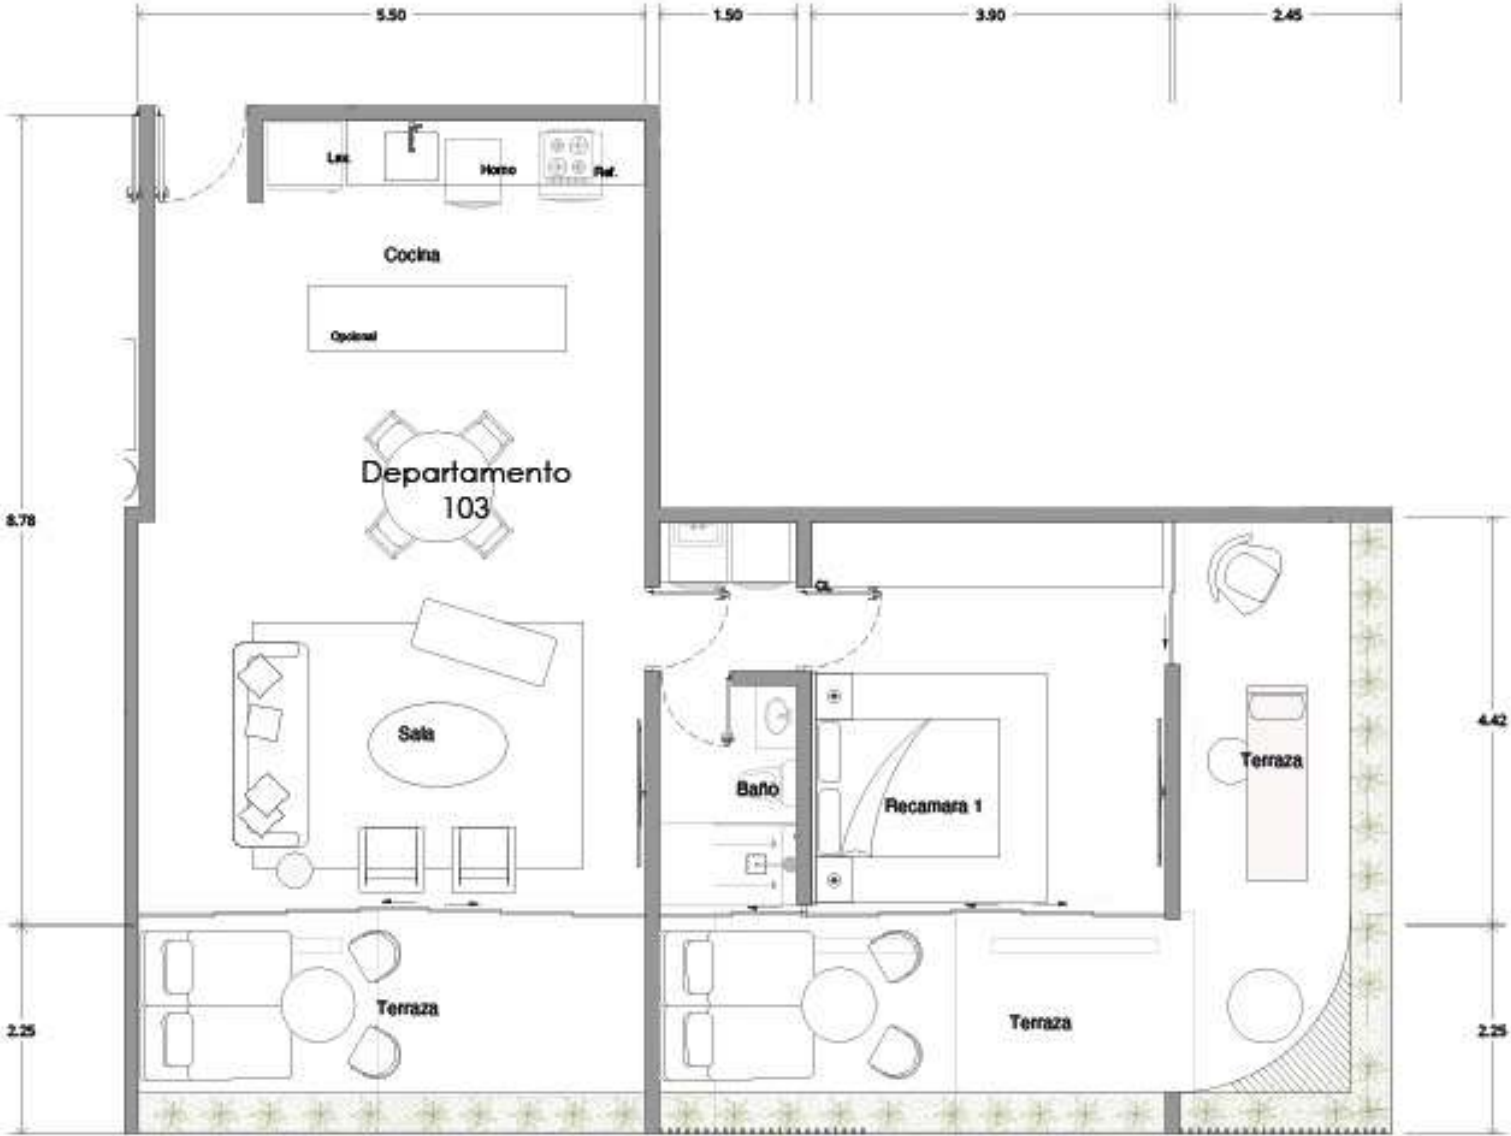 5.50
1.50
3.90
2.45
Lav.
Horno
Ref.
Cocina
Opcional
Departamento
103
8.78
4.42
CL
Sala
Baño
Recamara 1
Terraza
Terraza
Terraza
2.25
2.25